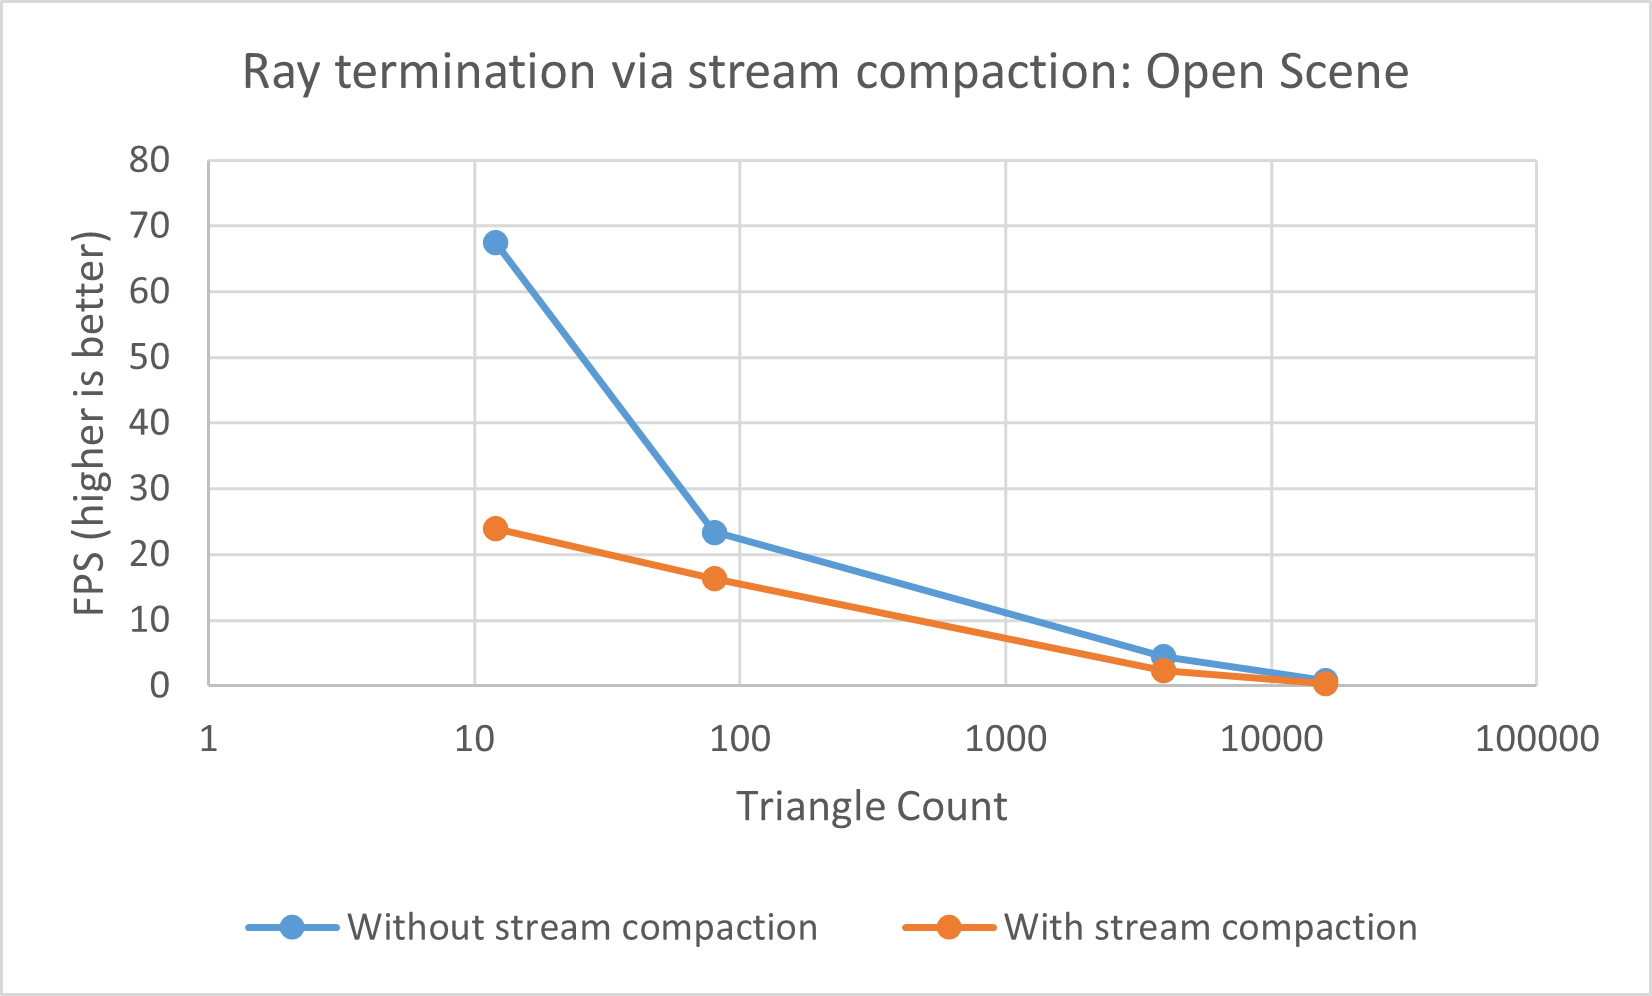 Ray termination via stream compaction: Open Scene
FPS (higher is better)
80
70
60
50
40
30
20
10
0
1 10 100 1000 10000 100000
Triangle Count
Without stream compaction With stream compaction